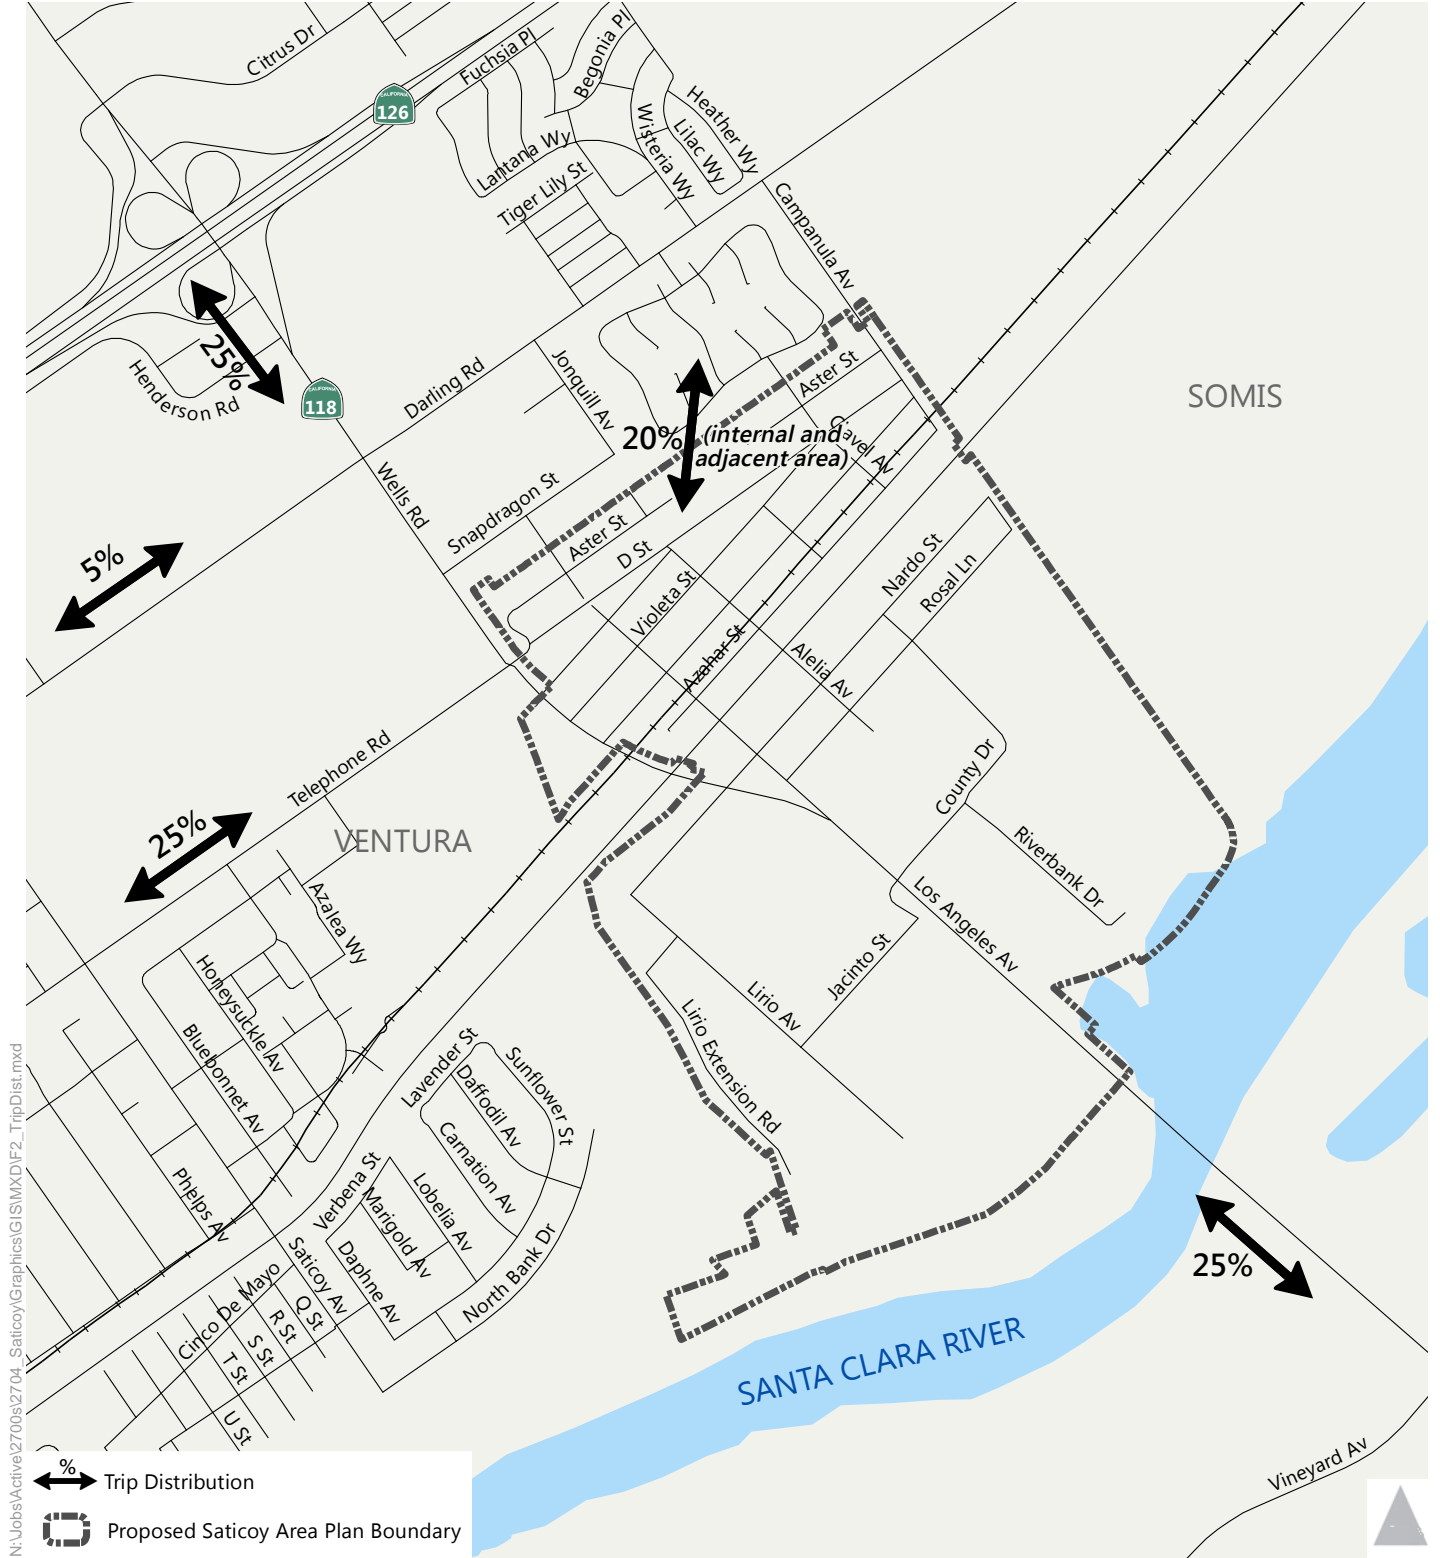 Citrus Dr
CALIFORNIA
126
Fuchsia Pl
Begonia Pl
Heather Wy
Lilac Wy
Wisteria Wy
Lantana Wy
Tiger Lily St
Campanula Av
25%
Henderson Rd
CALIFORNIA
118
Darling Rd
Jonquill Av
Aster St
SOMIS
20%
(internal and
adjacent area)
Gavel Av
Wells Rd
Snapdragon St
Aster St
D St
5%
Violeta St
Nardo St
Rosal Ln
Azahar St
Alelia Av
Telephone Rd
County Dr
25%
VENTURA
Riverbank Dr
Azalea Wy
Los Angeles Av
Honeysuckle Av
Jacinto St
Lirio Av
Bluebonnet Av
Lirio Extension Rd
Lavender St
Sunflower St
Daffodil Av
Carnation Av
Phelps Av
Verbena St
Lobelia Av
Marigold Av
Daphne Av
Saticoy Av
North Bank Dr
Cinco De Mayo
Q St
R St
S St
T St
U St
25%
SANTA CLARA RIVER
Vineyard Av
%
Trip Distribution
Proposed Saticoy Area Plan Boundary
N:\Jobs\Active\2700s\2704_Saticoy\Graphics\GIS\MXD\F2_TripDist.mxd